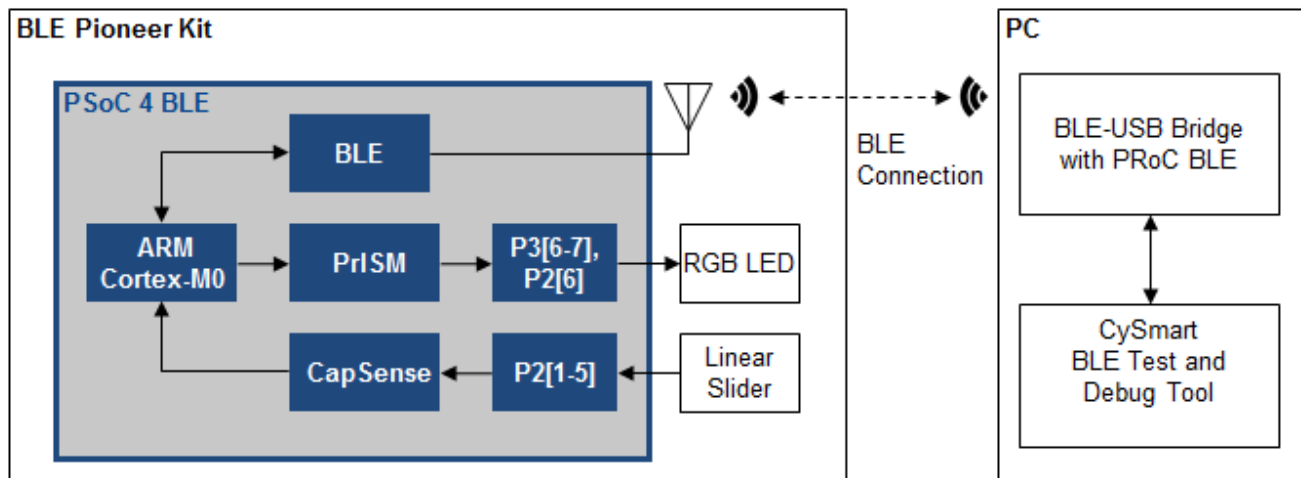 BLE Pioneer Kit
PSoC 4 BLE
BLE
ARM
Cortex-M0
PrISM
P3[6-7],
P2[6]
RGB LED
CapSense
P2[1-5]
Linear
Slider
BLE
Connection
PC
BLE-USB Bridge
with PRoC BLE
CySmart
BLE Test and
Debug Tool